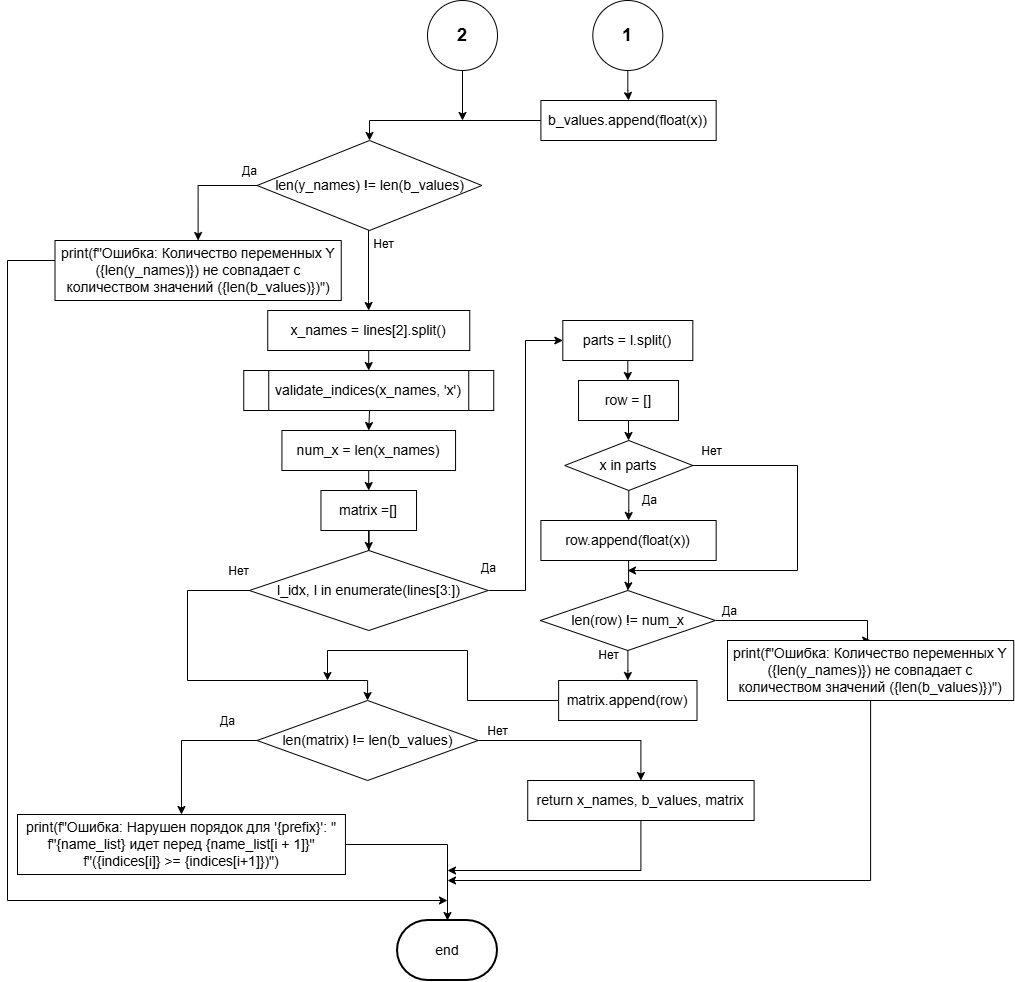 2
1
b_values.append(float(x))
Да
len(y_names) != len(b_values)
Нет
print(f"Ошибка: Количество переменных Y
({len(y_names)}) не совпадает с
количеством значений ({len(b_values)})")
x_names = lines[2].split()
validate_indices(x_names, 'x')
num_x = len(x_names)
matrix =[]
Нет
l_idx, l in enumerate(lines[3:])
Да
parts = l.split()
row = []
x in parts
Нет
Да
row.append(float(x))
len(row) != num_x
Да
Нет
print(f"Ошибка: Количество переменных Y
({len(y_names)}) не совпадает с
количеством значений ({len(b_values)})")
matrix.append(row)
Да
len(matrix) != len(b_values)
Нет
return x_names, b_values, matrix
print(f"Ошибка: Нарушен порядок для '{prefix}': "
f"{name_list} идет перед {name_list[i + 1]}"
f"({indices[i]} >= {indices[i+1]})")
end